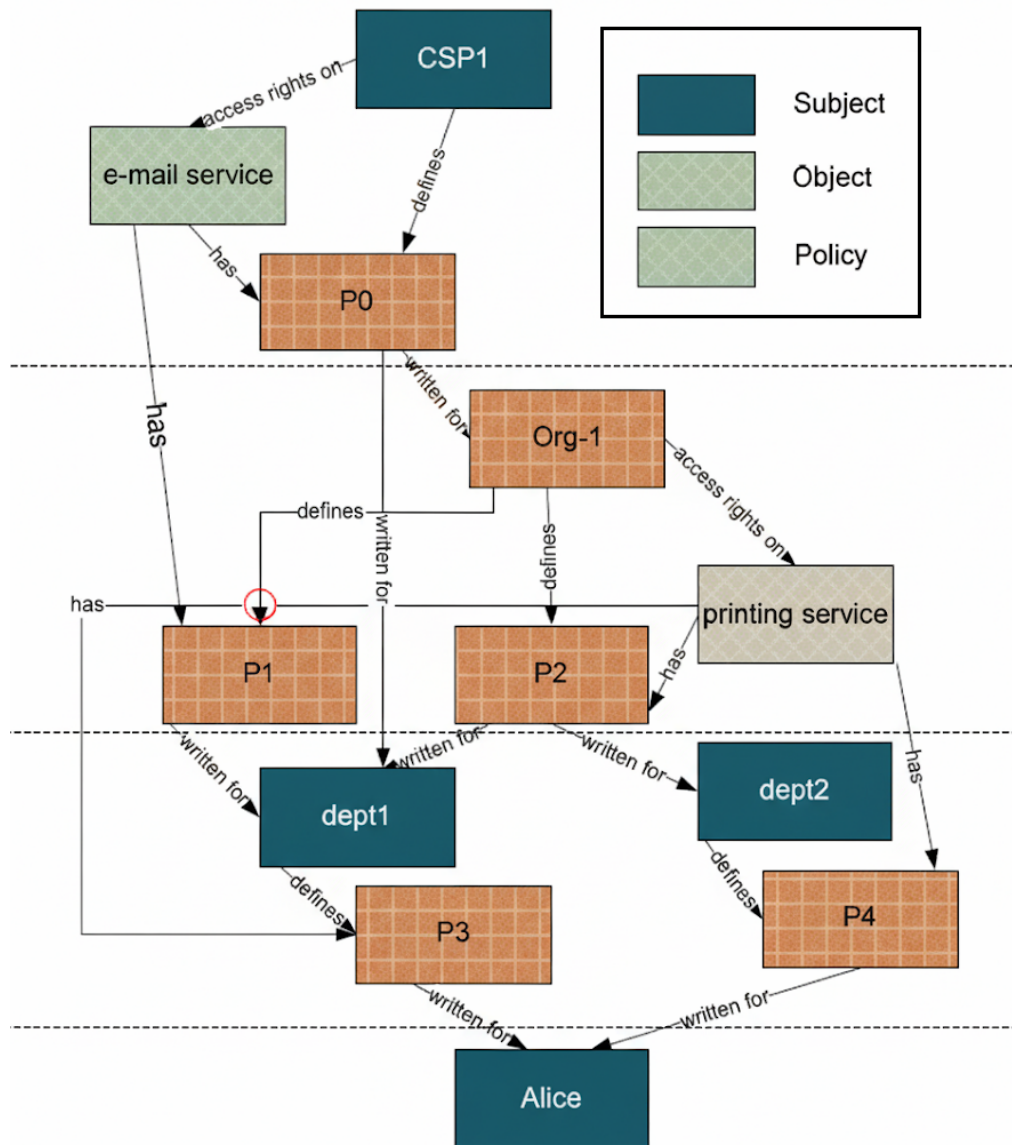 CSP1
Subject
access rights on
Object
e-mail service
defines
Policy
has
P0
written for
has
Org-1
access rights on
defines
written for
defines
has
printing service
P1
P2
has
written for
written for
written for
has
dept1
dept2
defines
defines
P3
P4
written for
written for
Alice